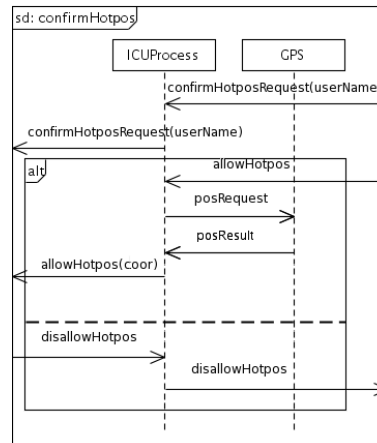 sd: confirmHotpos
ICUProcess
GPS
confirmHotposRequest(userName
confirmHotposRequest(userName)
alt
allowHotpos
posRequest
posResult
allowHotpos(coor)
disallowHotpos
disallowHotpos